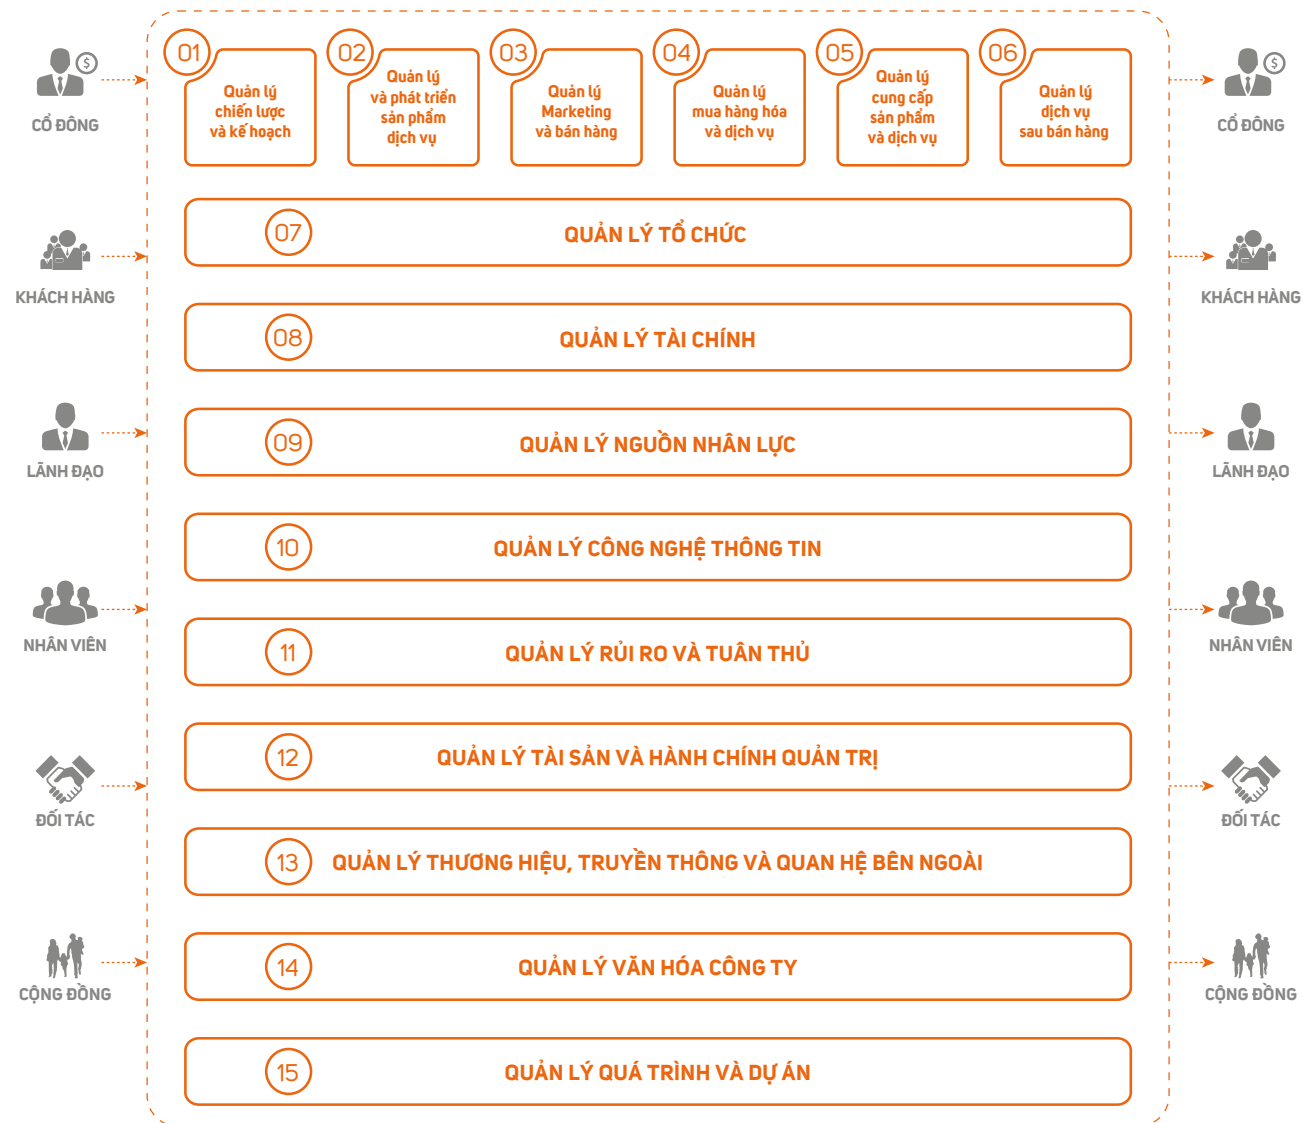 CỔ ĐÔNG
KHÁCH HÀNG
LÃNH ĐẠO
NHÂN VIÊN
ĐỐI TÁC
CỘNG ĐỒNG
01
Quản lý
chiến lược
và kế hoạch
02
Quản lý
và phát triển
sản phẩm
dịch vụ
03
Quản lý
Marketing
và bán hàng
04
Quản lý
mua hàng hóa
và dịch vụ
05
Quản lý
cung cấp
sản phẩm
và dịch vụ
06
Quản lý
dịch vụ
sau bán hàng
07 QUẢN LÝ TỔ CHỨC
08 QUẢN LÝ TÀI CHÍNH
09 QUẢN LÝ NGUỒN NHÂN LỰC
10 QUẢN LÝ CÔNG NGHỆ THÔNG TIN
11 QUẢN LÝ RỦI RO VÀ TUÂN THỦ
12 QUẢN LÝ TÀI SẢN VÀ HÀNH CHÍNH QUẢN TRỊ
13 QUẢN LÝ THƯƠNG HIỆU, TRUYỀN THÔNG VÀ QUAN HỆ BÊN NGOÀI
14 QUẢN LÝ VĂN HÓA CÔNG TY
15 QUẢN LÝ QUÁ TRÌNH VÀ DỰ ÁN
CỔ ĐÔNG
KHÁCH HÀNG
LÃNH ĐẠO
NHÂN VIÊN
ĐỐI TÁC
CỘNG ĐỒNG